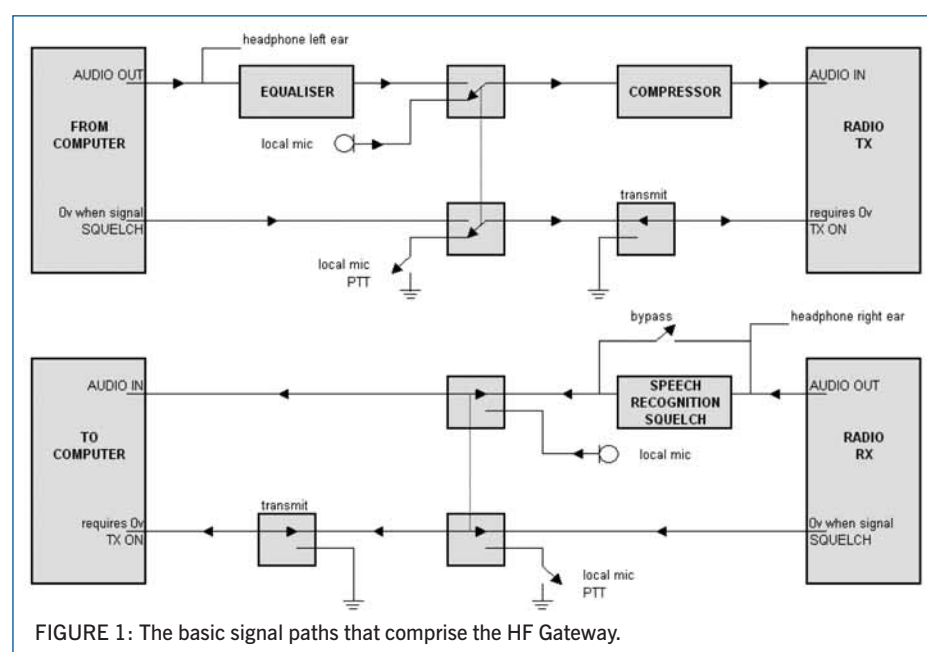 headphone left ear
AUDIO OUT
EQUALISER
COMPRESSOR
AUDIO IN
FROM
COMPUTER
local mic
RADIO
TX
0v when signal
SQUELCH
transmit
requires 0v
TX ON
local mic
PTT
bypass
headphone right ear
AUDIO IN
SPEECH
RECOGNITION
SQUELCH
AUDIO OUT
TO
COMPUTER
local mic
RADIO
RX
requires 0v
TX ON
transmit
0v when signal
SQUELCH
local mic
PTT
FIGURE 1: The basic signal paths that comprise the HF Gateway.